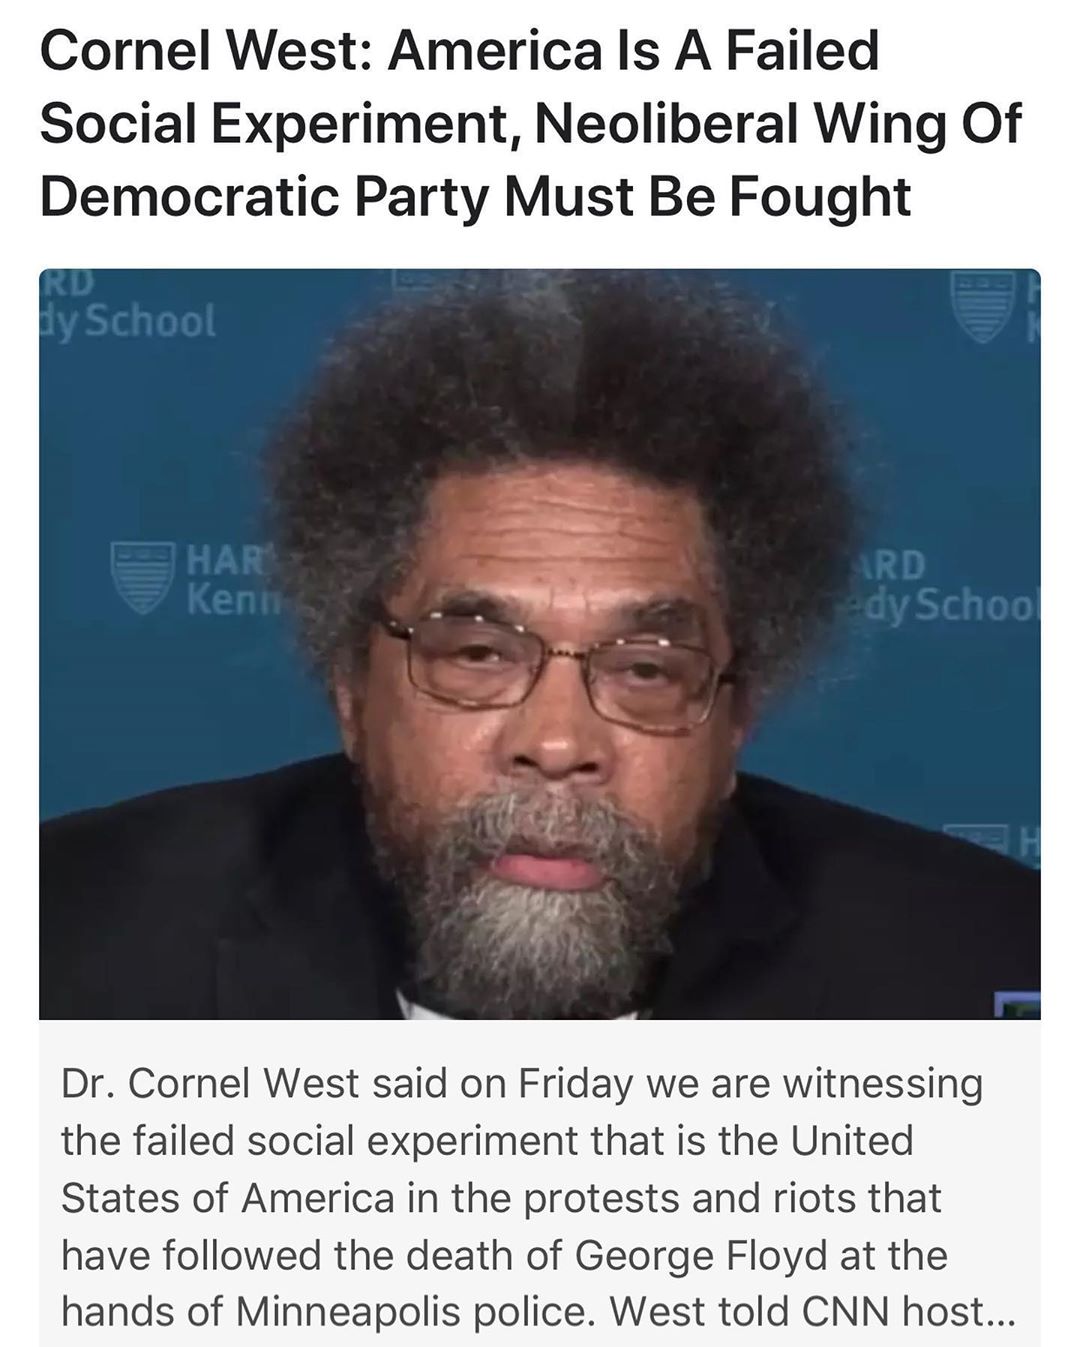 Cornel West: America Is A Failed
Social Experiment, Neoliberal Wing Of
Democratic Party Must Be Fought
RD
dy School
H
K
HAR
Kenn
ARD
edy School
H
Dr. Cornel West said on Friday we are witnessing
the failed social experiment that is the United
States of America in the protests and riots that
have followed the death of George Floyd at the
hands of Minneapolis police. West told CNN host...